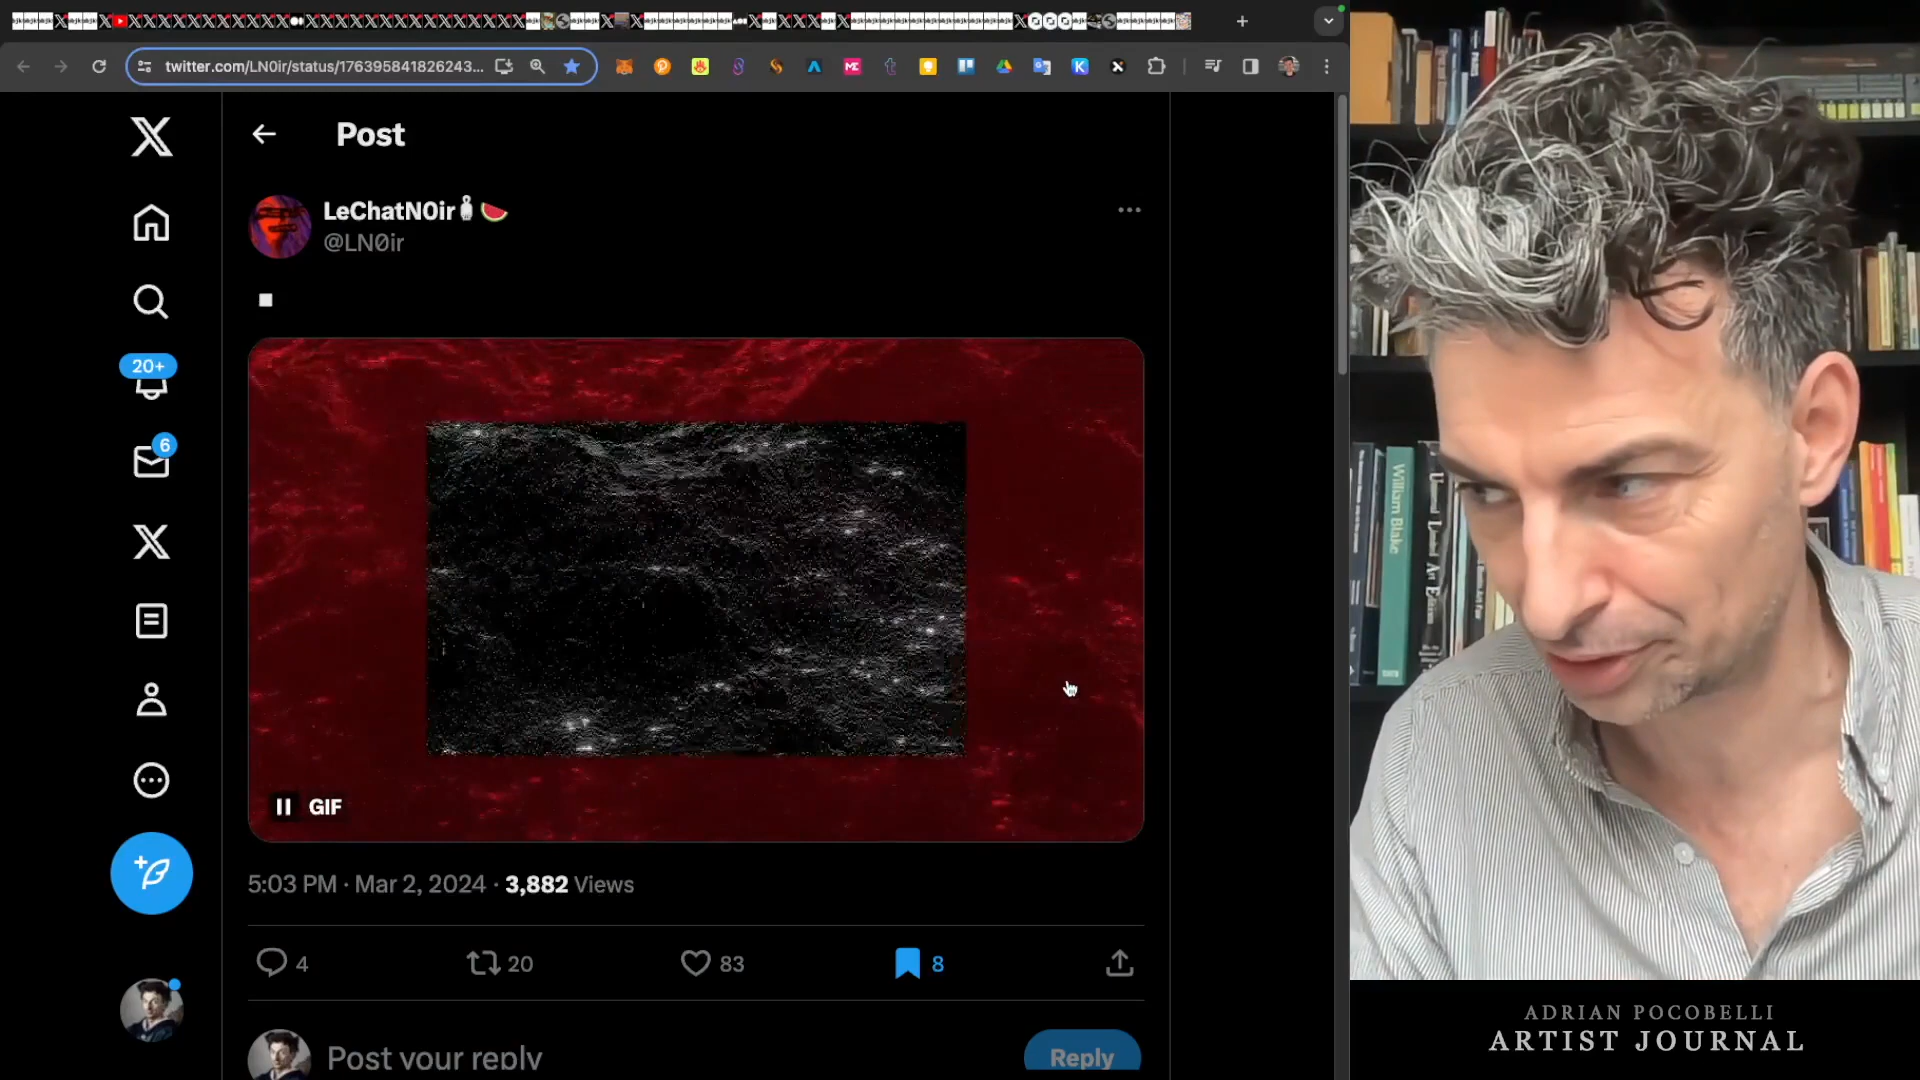 twitter.com/LN0ir/status/176395841826243...
Post
LeChatN0ir
@LN0ir
20+
6
GIF
5:03 PM · Mar 2, 2024 · 3,882 Views
4
20
83
8
Post your reply
Reply
William Blake
ADRIAN POCOBELLI
ARTIST JOURNAL